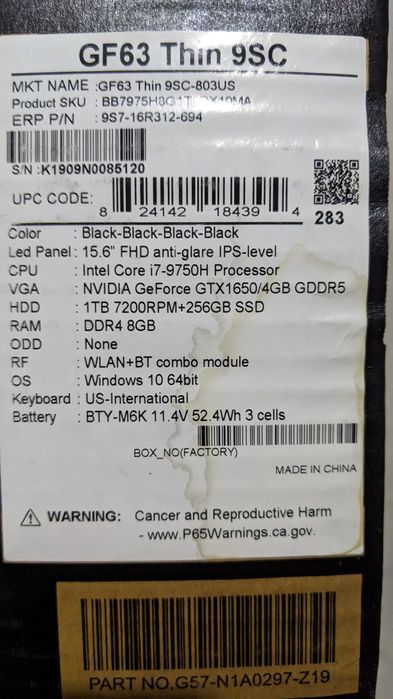 GF63 Thin 9SC
MKT NAME :GF63 Thin 9SC-803US
Product SKU :
ERP P/N :9S7-16R312-694
S/N :K1909N0085120
UPC CODE:
8 24142 18439 4
283
Color : Black-Black-Black-Black
Led Panel : 15.6" FHD anti-glare IPS-level
CPU : Intel Core i7-9750H Processor
VGA : NVIDIA GeForce GTX1650/4GB GDDR5
HDD : 1TB 7200RPM+256GB SSD
RAM : DDR4 8GB
ODD : None
RF : WLAN+BT combo module
OS : Windows 10 64bit
Keyboard : US-International
Battery : BTY-M6K 11.4V 52.4Wh 3 cells
BOX_NO(FACTORY)
MADE IN CHINA
WARNING: Cancer and Reproductive Harm
- www.P65Warnings.ca.gov.
PART NO.G57-N1A0297-Z19